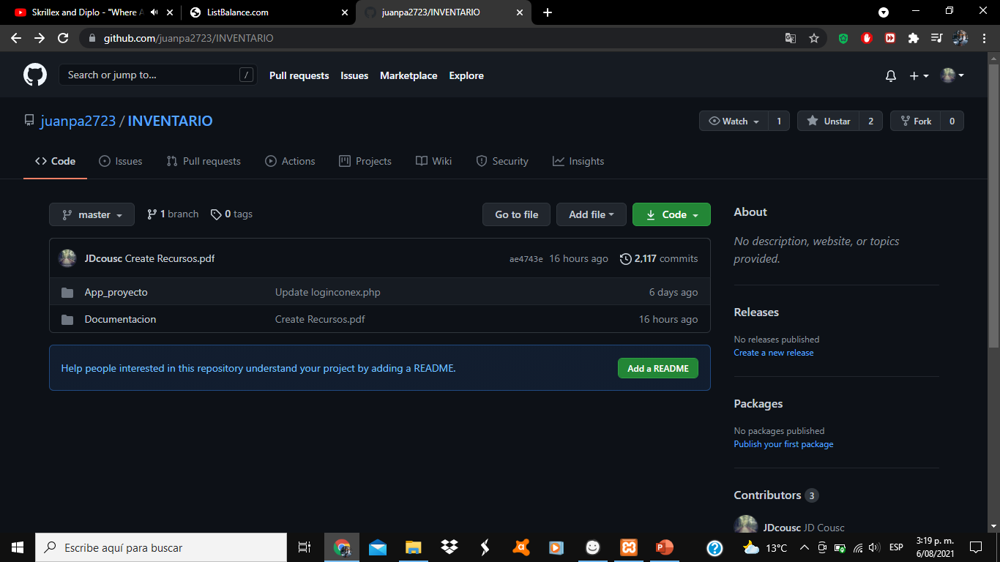 Skrillex and Diplo - "Where A
ListBalance.com
juanpa2723/INVENTARIO
github.com/juanpa2723/INVENTARIO
Search or jump to...
/
Pull requests
Issues
Marketplace
Explore
juanpa2723 / INVENTARIO
Watch
1
Unstar
2
Fork
0
Code
Issues
Pull requests
Actions
Projects
Wiki
Security
Insights
master
1 branch
0 tags
Go to file
Add file
Code
JDcousc Create Recursos.pdf
ae4743e 16 hours ago
2,117 commits
App_proyecto
Update loginconex.php
6 days ago
Documentacion
Create Recursos.pdf
16 hours ago
Help people interested in this repository understand your project by adding a README.
Add a README
About
No description, website, or topics
provided.
Releases
No releases published
Create a new release
Packages
No packages published
Publish your first package
Contributors 3
JDcousc JD Cousc
Escribe aquí para buscar
13°C
ESP
3:19 p. m.
6/08/2021